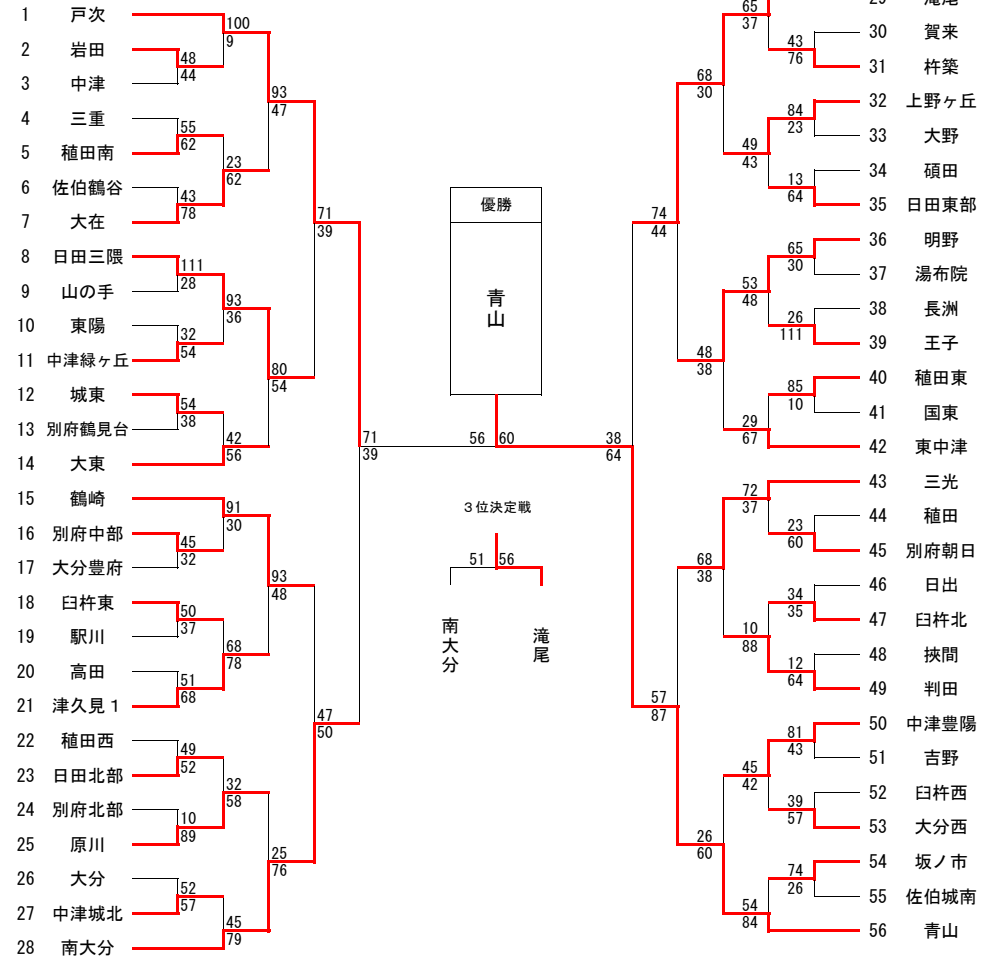 1 戸次
2 岩田
3 中津
4 三重
5 稙田南
6 佐伯鶴谷
7 大在
8 日田三隈
9 山の手
10 東陽
11 中津緑ヶ丘
12 城東
13 別府鶴見台
14 大東
15 鶴崎
16 別府中部
17 大分豊府
18 臼杵東
19 駅川
20 高田
21 津久見1
22 稙田西
23 日田北部
24 別府北部
25 原川
26 大分
27 中津城北
28 南大分
48
44
55
62
43
78
111
28
32
54
54
38
45
32
50
37
51
68
49
52
10
89
52
57
100
9
23
62
93
36
42
56
91
30
68
78
32
58
45
79
93
47
80
54
93
48
25
76
71
39
47
50
71
39
優勝
青山
56 60
3位決定戦
51 56
南大分
滝尾
38
64
74
44
57
87
68
30
48
38
68
38
26
60
65
37
49
43
53
48
29
67
72
37
10
88
45
42
54
84
43
76
84
23
13
64
65
30
26
111
85
10
23
60
34
35
12
64
81
43
39
57
74
26
30 賀来
31 杵築
32 上野ヶ丘
33 大野
34 碩田
35 日田東部
36 明野
37 湯布院
38 長洲
39 王子
40 稙田東
41 国東
42 東中津
43 三光
44 稙田
45 別府朝日
46 日出
47 臼杵北
48 挾間
49 判田
50 中津豊陽
51 吉野
52 臼杵西
53 大分西
54 坂ノ市
55 佐伯城南
56 青山